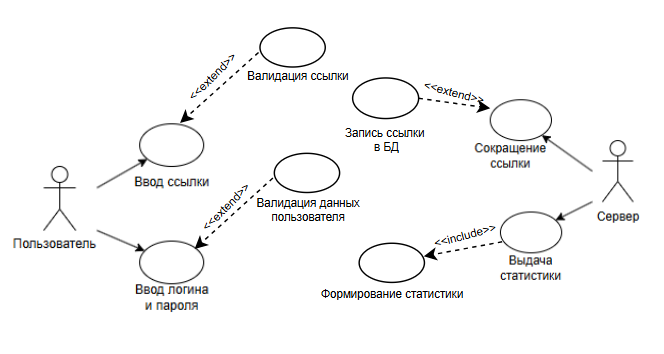 <<extend>>
Валидация ссылки
<<extend>>
Запись ссылки
в БД
Сокращение
ссылки
Ввод ссылки
<<extend>>
Валидация данных
пользователя
Пользователь
Сервер
<<include>>
Выдача
статистики
Ввод логина
и пароля
Формирование статистики